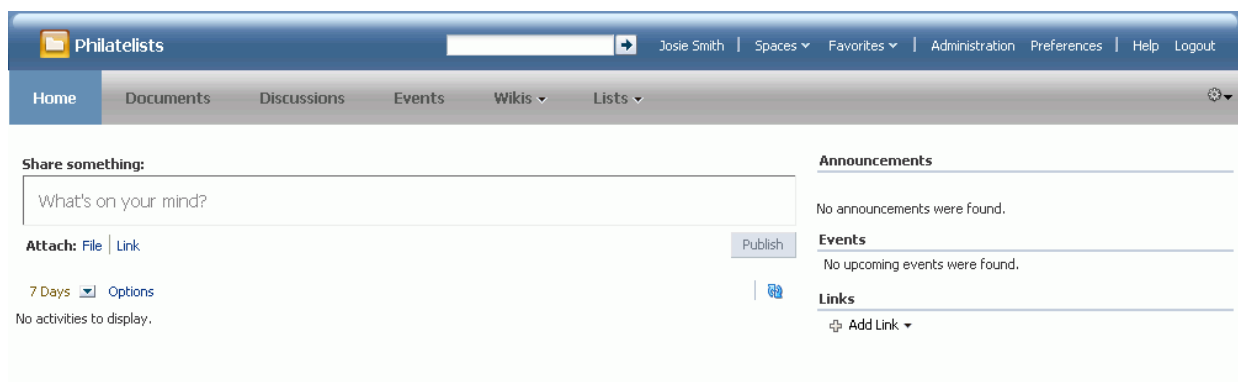 Philatelists
Josie Smith | Spaces Favorites | Administration Preferences | Help Logout
Home Documents Discussions Events Wikis Lists
Share something:
What's on your mind?
Attach: File | Link
Publish
7 Days Options
No activities to display.
Announcements
No announcements were found.
Events
No upcoming events were found.
Links
Add Link